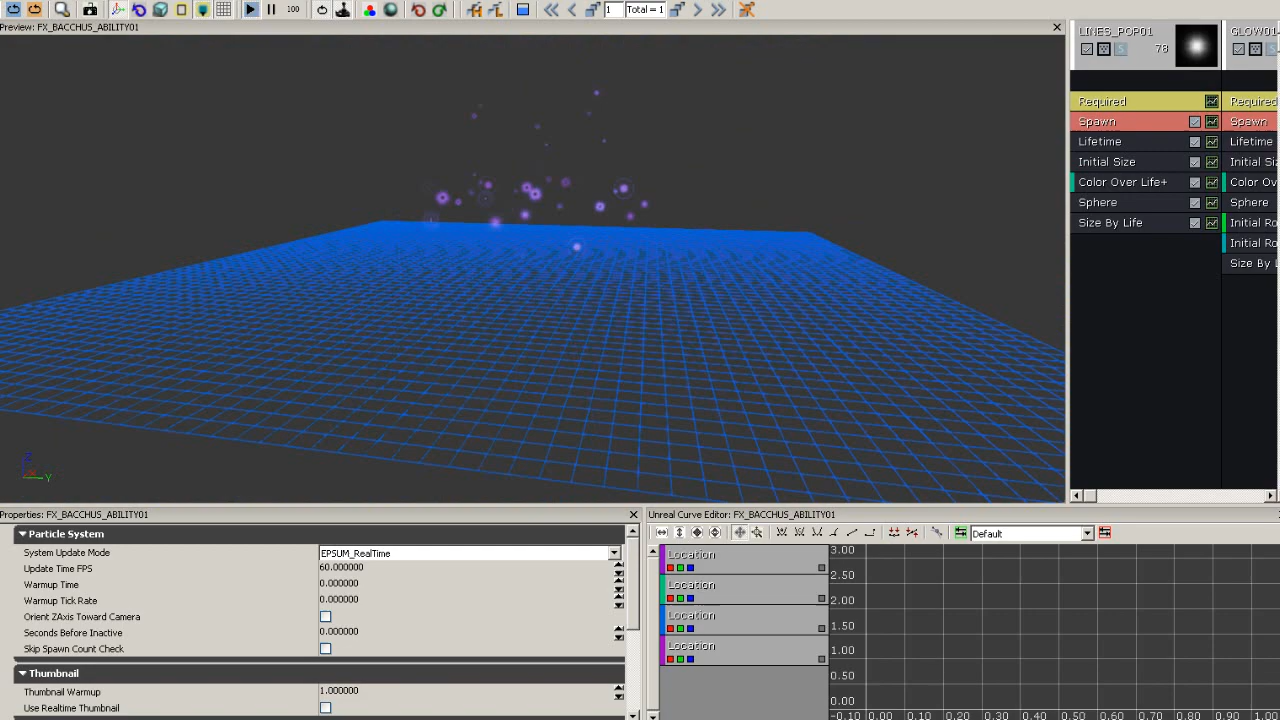 100
1
Total = 1
Preview: FX_BACCHUS_ABILITY01
LINES_POP01
78
Required
Spawn
Lifetime
Initial Size
Color Over Life+
Sphere
Size By Life
GLOW01
Required
Spawn
Lifetime
Initial Siz
Color Ov
Sphere
Initial Ro
Initial Ro
Size By L
Z
X
Y
Properties: FX_BACCHUS_ABILITY01
Particle System
System Update Mode
EPSUM_RealTime
Update Time FPS
60.000000
Warmup Time
0.000000
Warmup Tick Rate
0.000000
Orient ZAxis Toward Camera
Seconds Before Inactive
0.000000
Skip Spawn Count Check
Thumbnail
Thumbnail Warmup
1.000000
Use Realtime Thumbnail
Unreal Curve Editor: FX_BACCHUS_ABILITY01
Default
Location
Location
Location
Location
3.00
2.50
2.00
1.50
1.00
0.50
0.00
-0.10 0.00 0.10 0.20 0.30 0.40 0.50 0.60 0.70 0.80 0.90 1.00